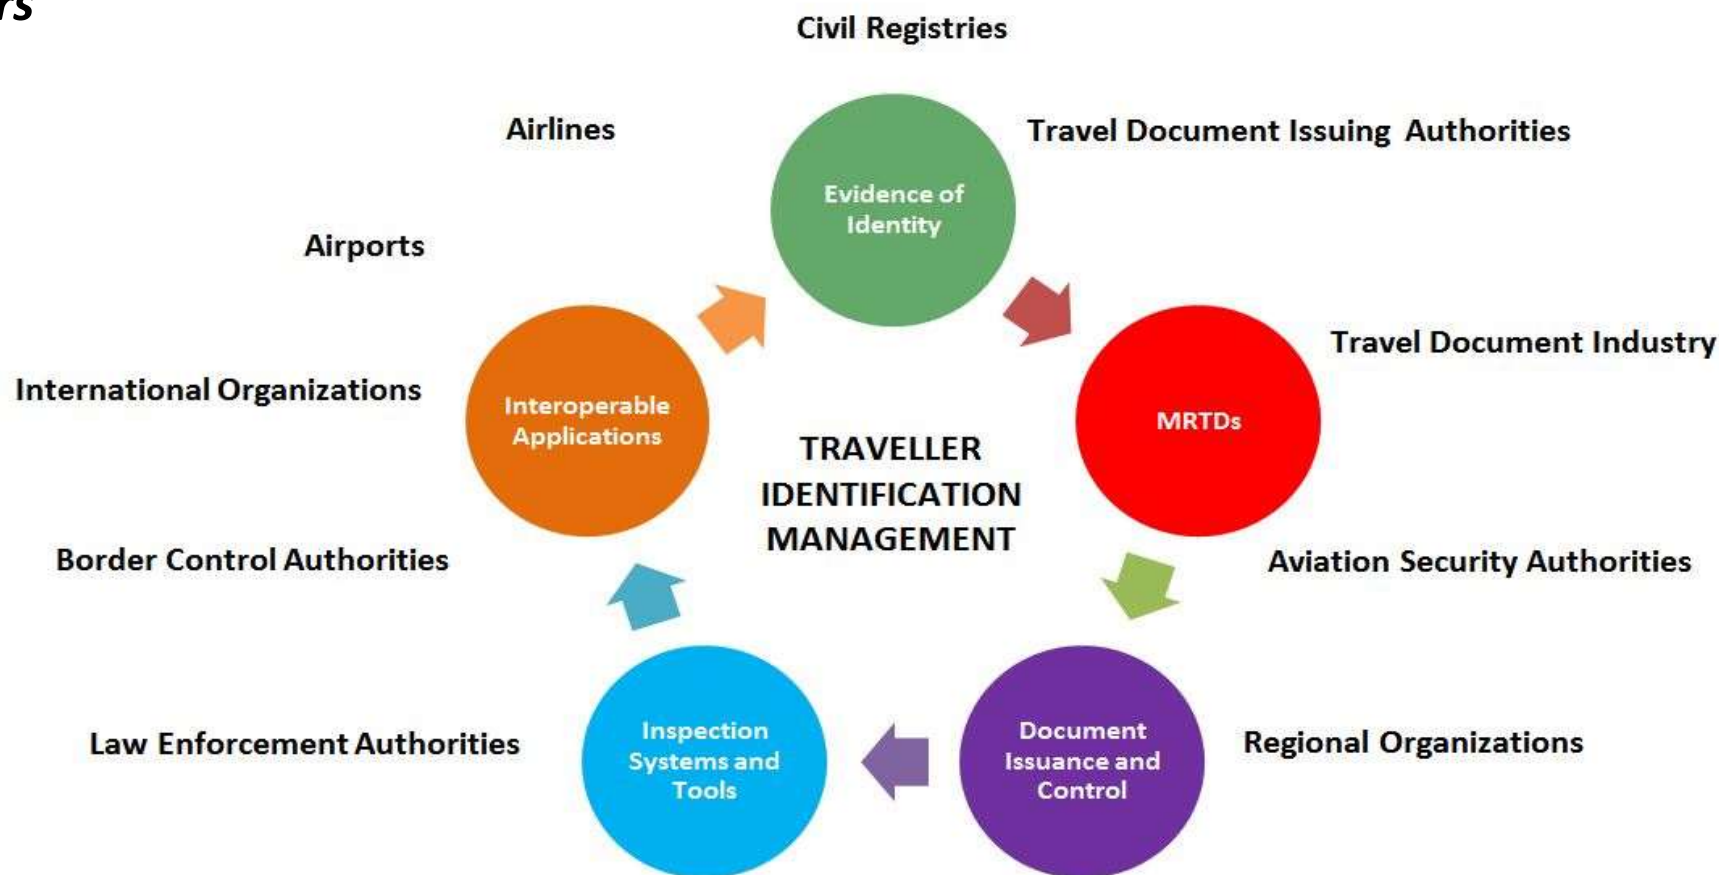 rs
Civil Registries
Airlines
Travel Document Issuing Authorities
Evidence of
Identity
Airports
Travel Document Industry
International Organizations
Interoperable
Applications
MRTDs
TRAVELLER
IDENTIFICATION
MANAGEMENT
Border Control Authorities
Aviation Security Authorities
Law Enforcement Authorities
Inspection
Systems and
Tools
Document
Issuance and
Control
Regional Organizations